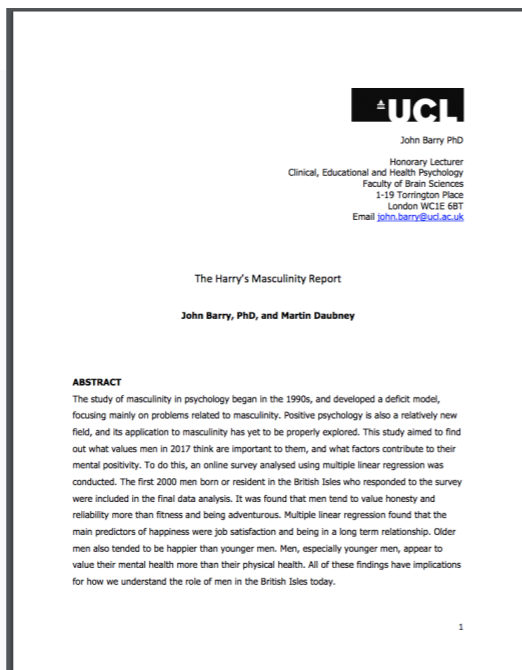 UCL
John Barry PhD
Honorary Lecturer
Clinical, Educational and Health Psychology
Faculty of Brain Sciences
1-19 Torrington Place
London WC1E 6BT
Email john.barry@ucl.ac.uk
The Harry's Masculinity Report
John Barry, PhD, and Martin Daubney
ABSTRACT
The study of masculinity in psychology began in the 1990s, and developed a deficit model,
focusing mainly on problems related to masculinity. Positive psychology is also a relatively new
field, and its application to masculinity has yet to be properly explored. This study aimed to find
out what values men in 2017 think are important to them, and what factors contribute to their
mental positivity. To do this, an online survey analysed using multiple linear regression was
conducted. The first 2000 men born or resident in the British Isles who responded to the survey
were included in the final data analysis. It was found that men tend to value honesty and
reliability more than fitness and being adventurous. Multiple linear regression found that the
main predictors of happiness were job satisfaction and being in a long term relationship. Older
men also tended to be happier than younger men. Men, especially younger men, appear to
value their mental health more than their physical health. All of these findings have implications
for how we understand the role of men in the British Isles today.
1